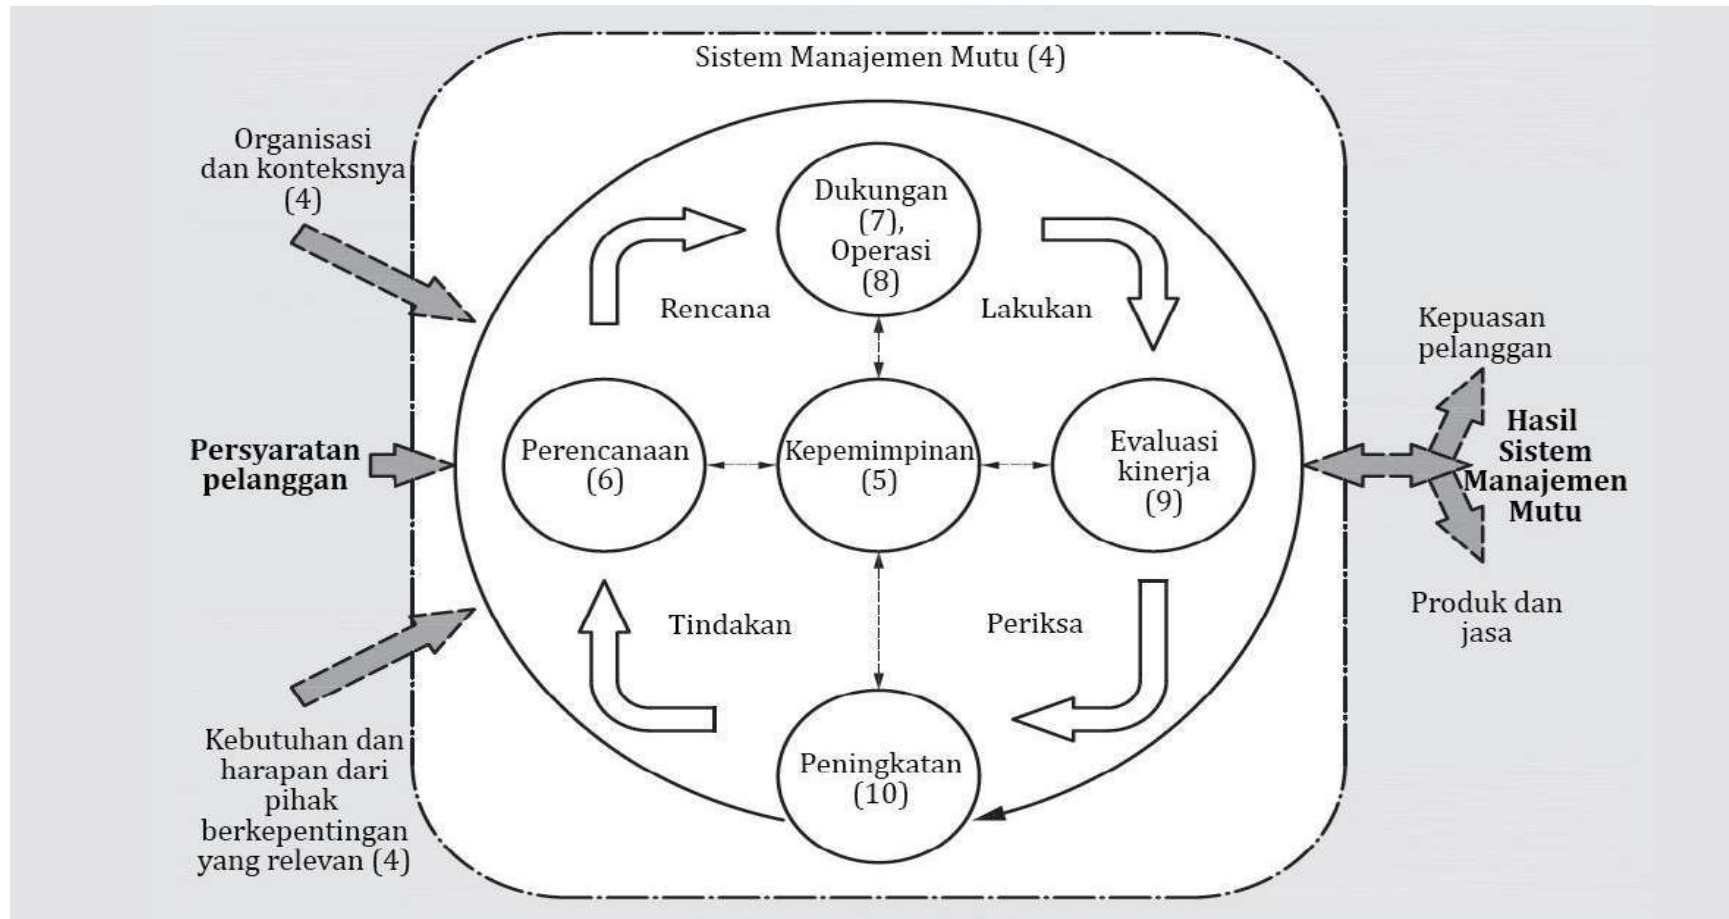 Sistem Manajemen Mutu (4)
Organisasi
dan konteksnya
(4)
Dukungan
(7),
Operasi
(8)
Rencana
Lakukan
Kepuasan
pelanggan
Persyaratan
pelanggan
Perencanaan
(6)
Kepemimpinan
(5)
Evaluasi
kinerja
(9)
Hasil
Sistem
Manajemen
Mutu
Tindakan
Periksa
Produk dan
jasa
Kebutuhan dan
harapan dari
pihak
berkepentingan
yang relevan (4)
Peningkatan
(10)